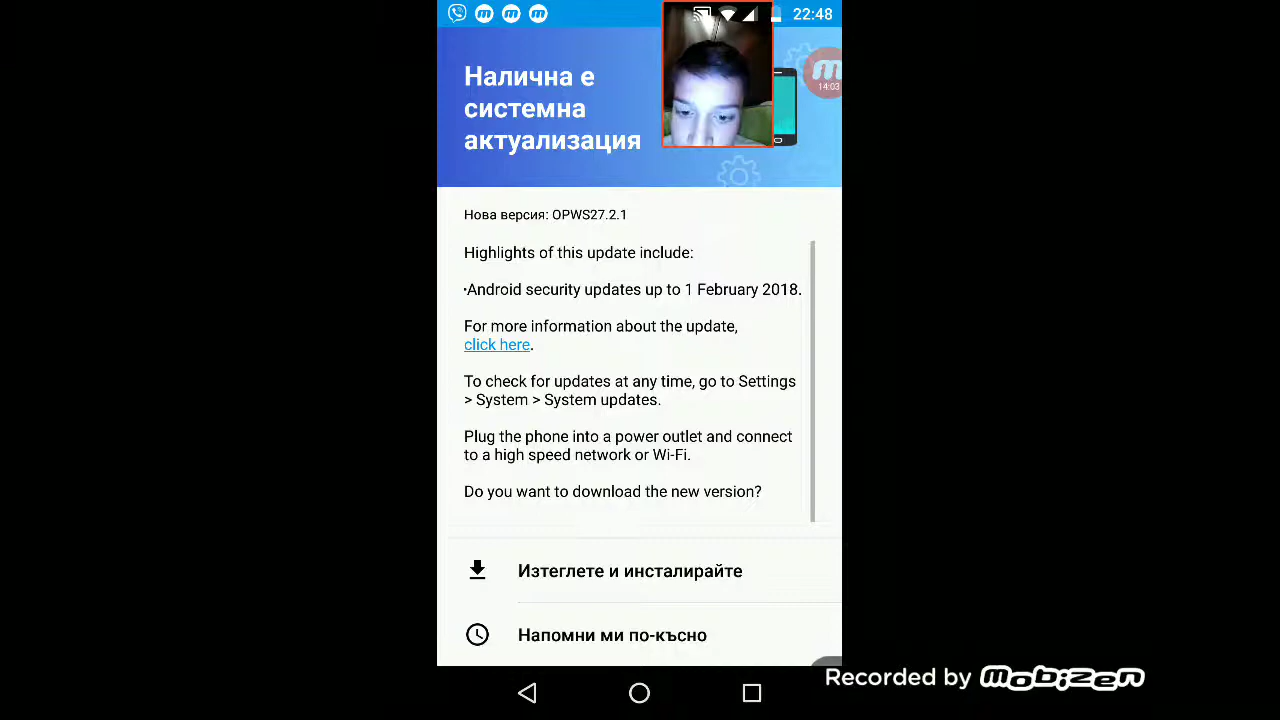 22:48
Налична е
системна
актуализация
14:03
Нова версия: OPWS27.2.1
Highlights of this update include:
•Android security updates up to 1 February 2018.
For more information about the update,
click here.
To check for updates at any time, go to Settings
> System > System updates.
Plug the phone into a power outlet and connect
to a high speed network or Wi-Fi.
Do you want to download the new version?
Изтеглете и инсталирайте
Напомни ми по-късно
Recorded by mobizen